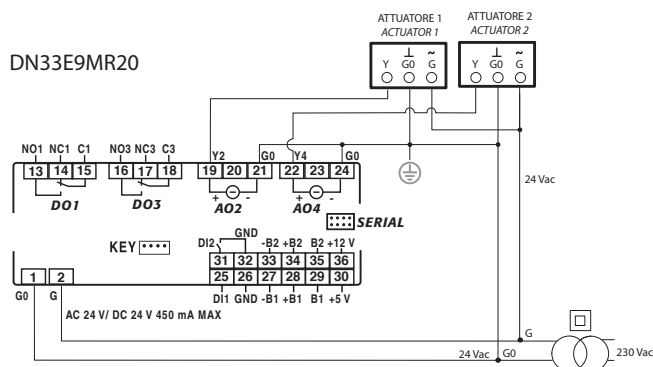 ATTUATORE 1
ACTUATOR 1
ATTUATORE 2
ACTUATOR 2
Y G0 G
⊥ ~
Y G0 G
⊥ ~
DN33E9MR20
NO1 NC1 C1
NO3 NC3 C3
Y2 G0
Y4 G0
13 14 15
16 17 18
19 20 21
22 23 24
DO1
DO3
+ -
AO2
+ -
AO4
24 Vac
SERIAL
KEY
GND
DI2 -B2 +B2 B2 +12 V
31 32 33 34 35 36
25 26 27 28 29 30
DI1 GND -B1 +B1 B1 +5 V
1 2
G0 G
AC 24 V/ DC 24 V 450 mA MAX
G
24 Vac G0
230 Vac